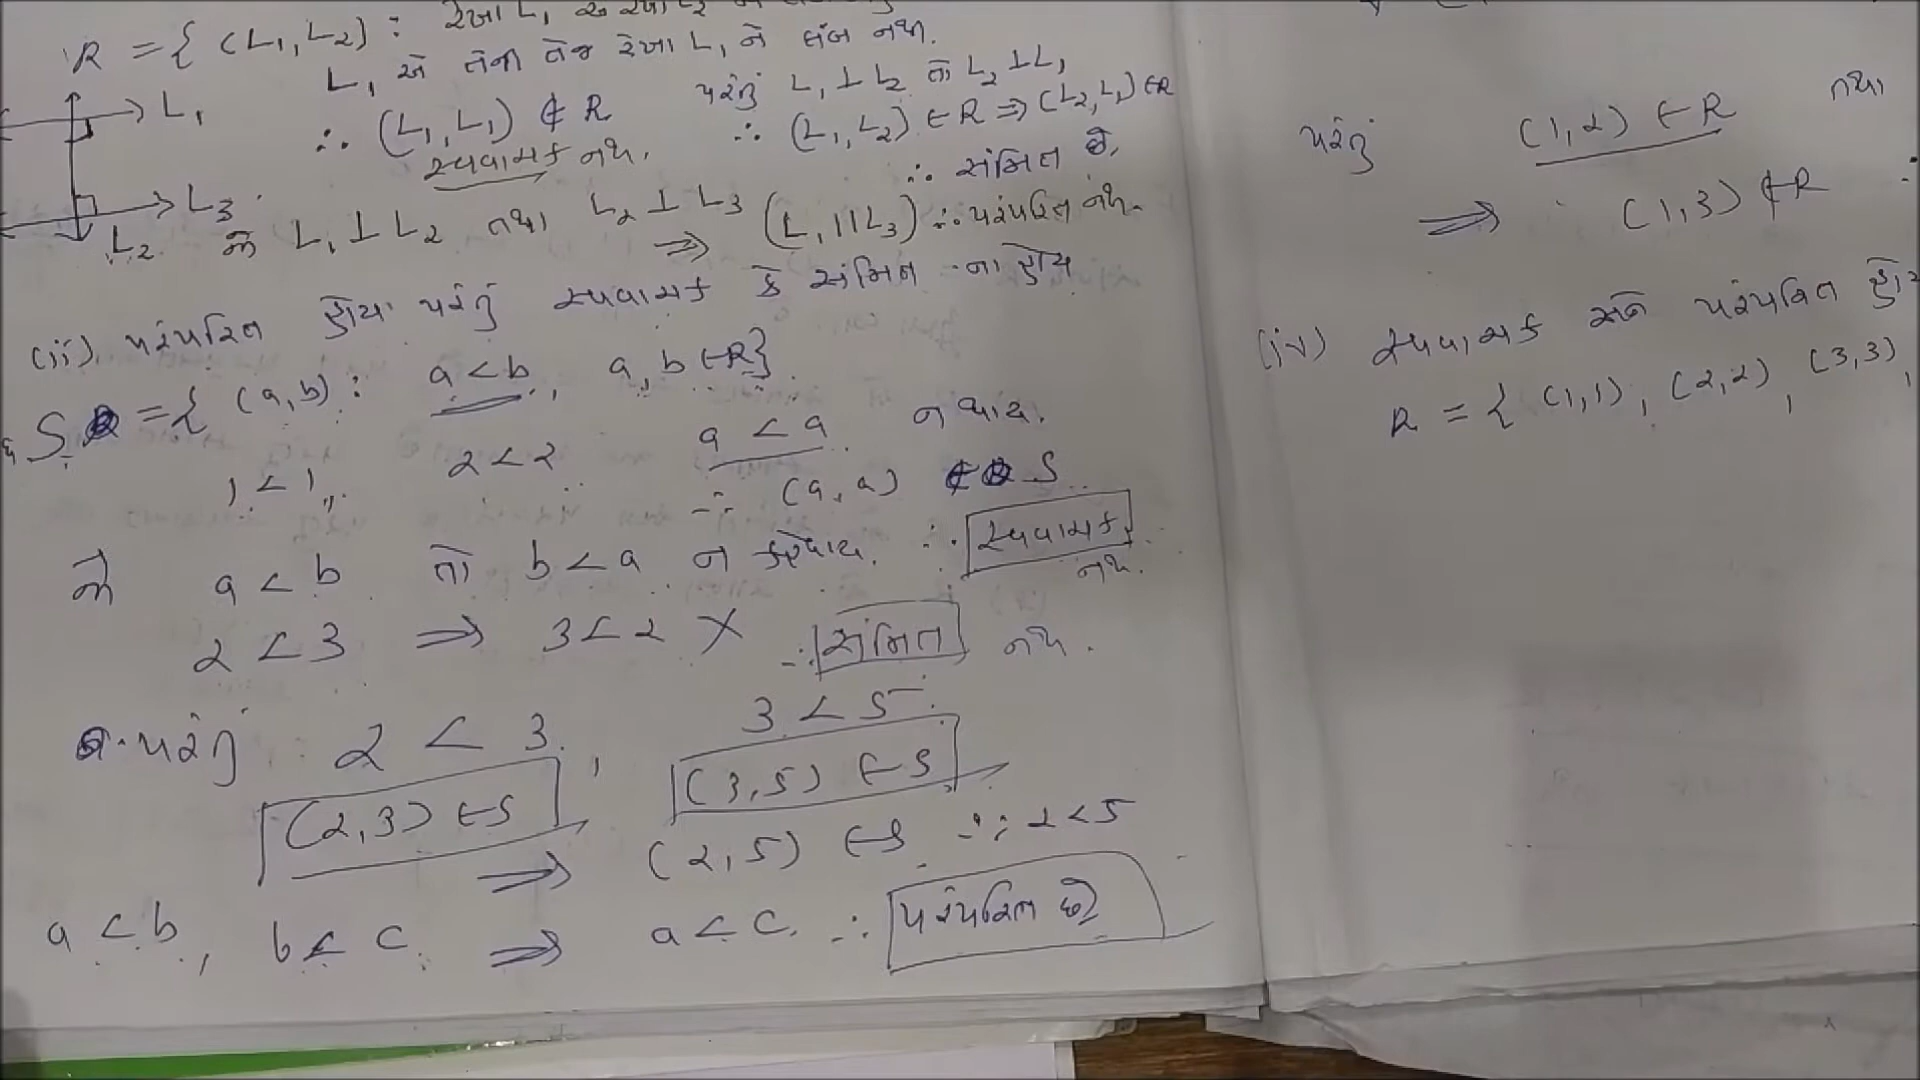 R = { (L₁, L₂) : રેખા L₁
L₁ એ તેની તેજ રેખા L₁ ને લંબ નથી.
L₁
∴ (L₁, L₁) ∉ R
સ્વવાચક નથી.
પરંતુ L₁ ⊥ L₂ તો L₂ ⊥ L₁
∴ (L₁, L₂) ∈ R ⇒ (L₂, L₁) ∈ R
∴ સંમિત છે.
L₃
L₂
જો L₁ ⊥ L₂ તથા L₂ ⊥ L₃
⇒ (L₁ || L₃) ∴ પરંપરિત નથી.
(ii) પરંપરિત હોય પરંતુ સ્વવાચક કે સંમિત ના હોય
S = { (a, b) : a < b, a, b ∈ R }.
1 < 1, 2 < 2 a < a ન થાય.
∴ (a, a) ∉ S
∴ સ્વવાચક નથી.
જો a < b તો b < a ન
2 < 3 ⇒ 3 < 2 X ∴ સંમિત નથી.
પરંતુ 2 < 3, 3 < 5
(2, 3) ∈ S (3, 5) ∈ S
⇒ (2, 5) ∈ S ∵ 2 < 5
a < b, b < c ⇒ a < c. ∴ પરંપરિત છે
પરંતુ (1, 2) ∈ R તથા
⇒ (1, 3) ∉ R
(iv) સ્વવાચક અને પરંપરિત હોય
R = { (1, 1), (2, 2), (3, 3),